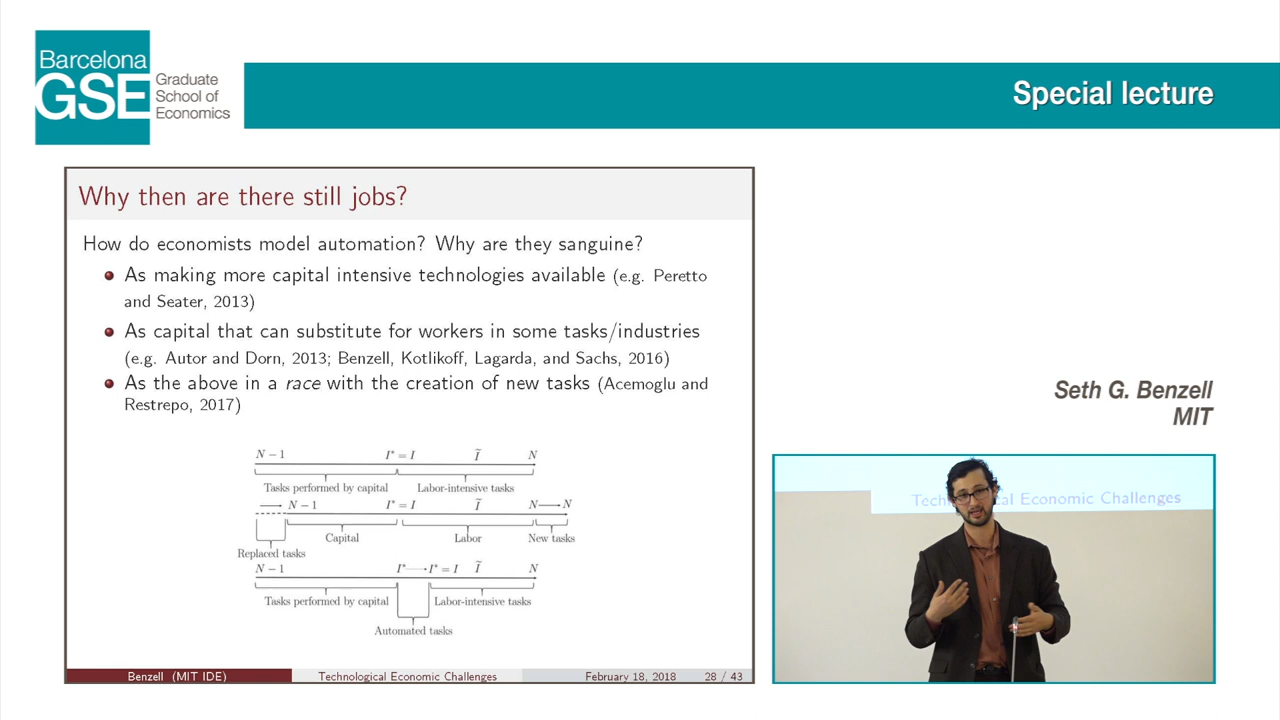 Barcelona
GSE
Graduate
School of
Economics
Special lecture
Why then are there still jobs?
How do economists model automation? Why are they sanguine?
As making more capital intensive technologies available (e.g. Peretto
and Seater, 2013)
As capital that can substitute for workers in some tasks/industries
(e.g. Autor and Dorn, 2013; Benzell, Kotlikoff, Lagarda, and Sachs, 2016)
As the above in a race with the creation of new tasks (Acemoglu and
Restrepo, 2017)
N − 1 I* = I Ĩ N
Tasks performed by capital Labor-intensive tasks
⟶ N − 1 I* = I Ĩ N ⟶ N
Capital Labor New tasks
Replaced tasks
N − 1 I* ⟶ I* = I Ĩ N
Tasks performed by capital Labor-intensive tasks
Automated tasks
Benzell (MIT IDE) Technological Economic Challenges February 18, 2018 28 / 43
Seth G. Benzell
MIT
Economic Challenges